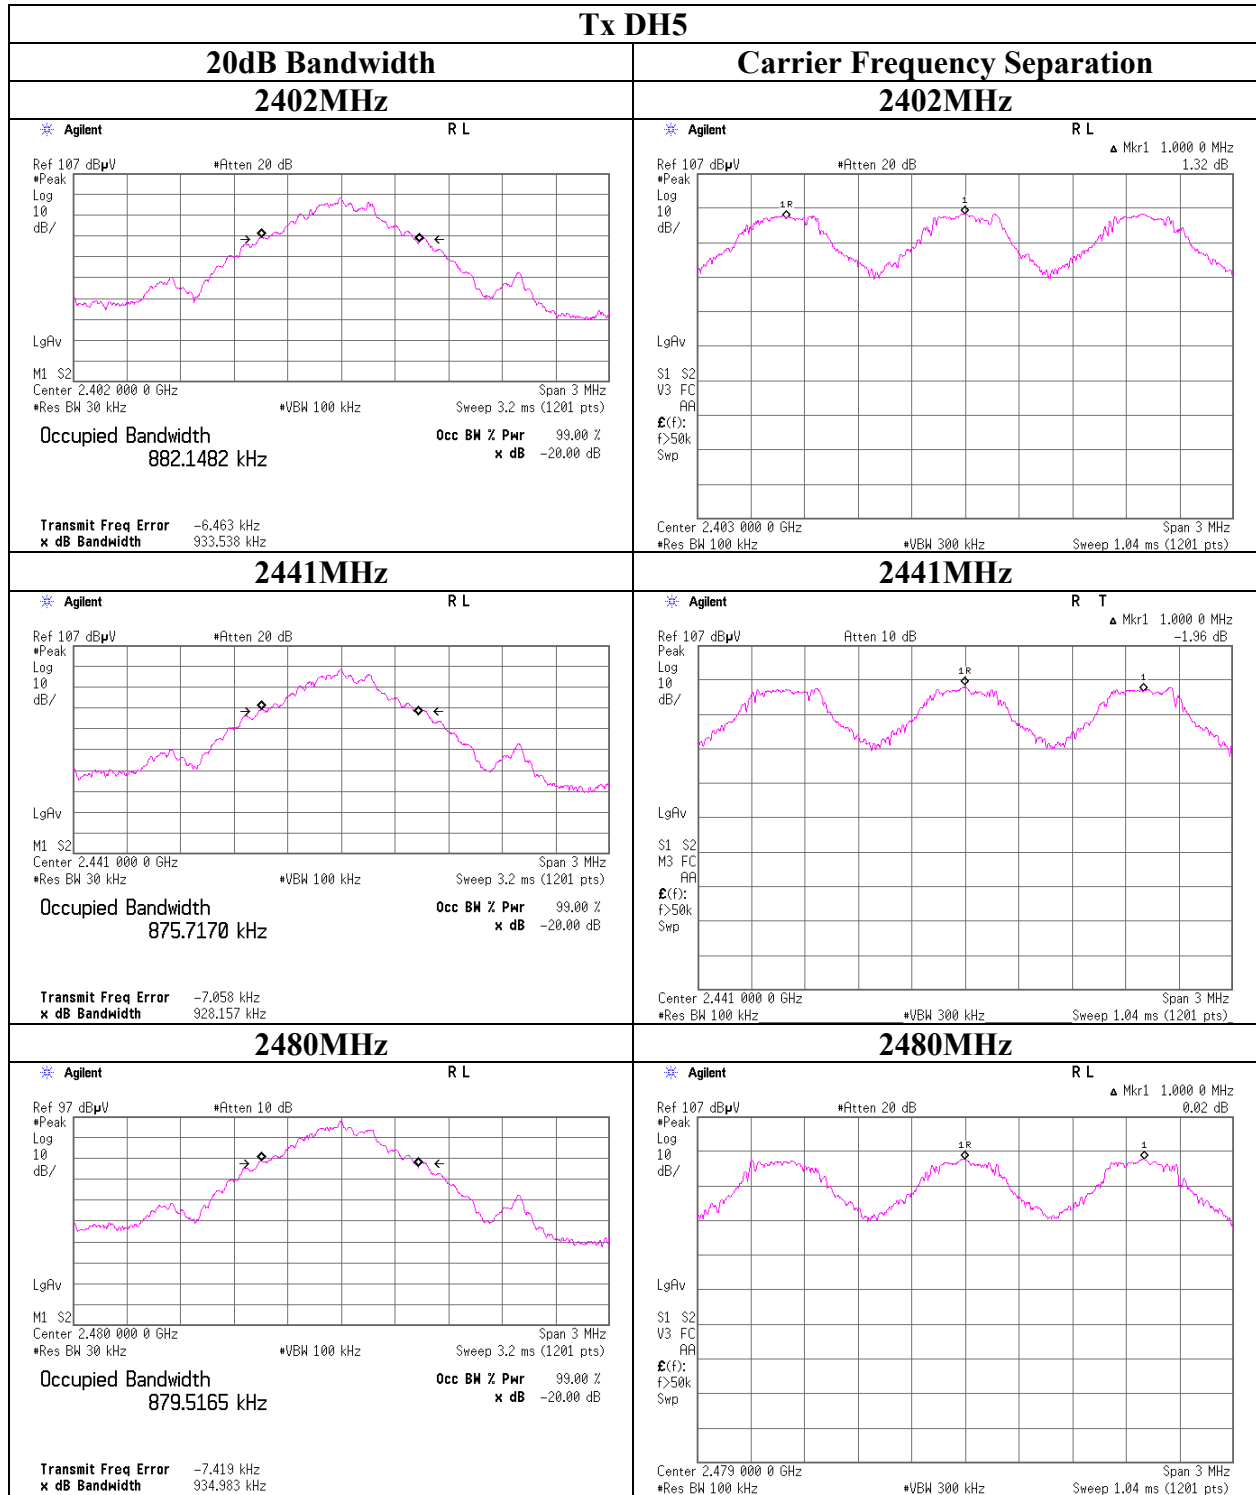 Tx DH5
20dB Bandwidth
Carrier Frequency Separation
2402MHz
2402MHz
Agilent
R L
Ref 107 dBµV
#Atten 20 dB
#Peak
Log
10
dB/
LgAv
M1 S2
Center 2.402 000 0 GHz
Span 3 MHz
#Res BW 30 kHz
#VBW 100 kHz
Sweep 3.2 ms (1201 pts)
Occupied Bandwidth
882.1482 kHz
Occ BW % Pwr 99.00 %
x dB -20.00 dB
Transmit Freq Error -6.463 kHz
x dB Bandwidth 933.538 kHz
Agilent
R L
Δ Mkr1 1.000 0 MHz
Ref 107 dBµV
#Atten 20 dB
1.32 dB
#Peak
Log
10
dB/
1R
1
LgAv
S1 S2
V3 FC
AA
£(f):
f>50k
Swp
Center 2.403 000 0 GHz
Span 3 MHz
#Res BW 100 kHz
#VBW 300 kHz
Sweep 1.04 ms (1201 pts)
2441MHz
2441MHz
Agilent
R L
Ref 107 dBµV
#Atten 20 dB
#Peak
Log
10
dB/
LgAv
M1 S2
Center 2.441 000 0 GHz
Span 3 MHz
#Res BW 30 kHz
#VBW 100 kHz
Sweep 3.2 ms (1201 pts)
Occupied Bandwidth
875.7170 kHz
Occ BW % Pwr 99.00 %
x dB -20.00 dB
Transmit Freq Error -7.058 kHz
x dB Bandwidth 928.157 kHz
Agilent
R T
Δ Mkr1 1.000 0 MHz
Ref 107 dBµV
Atten 10 dB
-1.96 dB
Peak
Log
10
dB/
1R
1
LgAv
S1 S2
M3 FC
AA
£(f):
f>50k
Swp
Center 2.441 000 0 GHz
Span 3 MHz
#Res BW 100 kHz
#VBW 300 kHz
Sweep 1.04 ms (1201 pts)
2480MHz
2480MHz
Agilent
R L
Ref 97 dBµV
#Atten 10 dB
#Peak
Log
10
dB/
LgAv
M1 S2
Center 2.480 000 0 GHz
Span 3 MHz
#Res BW 30 kHz
#VBW 100 kHz
Sweep 3.2 ms (1201 pts)
Occupied Bandwidth
879.5165 kHz
Occ BW % Pwr 99.00 %
x dB -20.00 dB
Transmit Freq Error -7.419 kHz
x dB Bandwidth 934.983 kHz
Agilent
R L
Δ Mkr1 1.000 0 MHz
Ref 107 dBµV
#Atten 20 dB
0.02 dB
#Peak
Log
10
dB/
1R
1
LgAv
S1 S2
V3 FC
AA
£(f):
f>50k
Swp
Center 2.479 000 0 GHz
Span 3 MHz
#Res BW 100 kHz
#VBW 300 kHz
Sweep 1.04 ms (1201 pts)